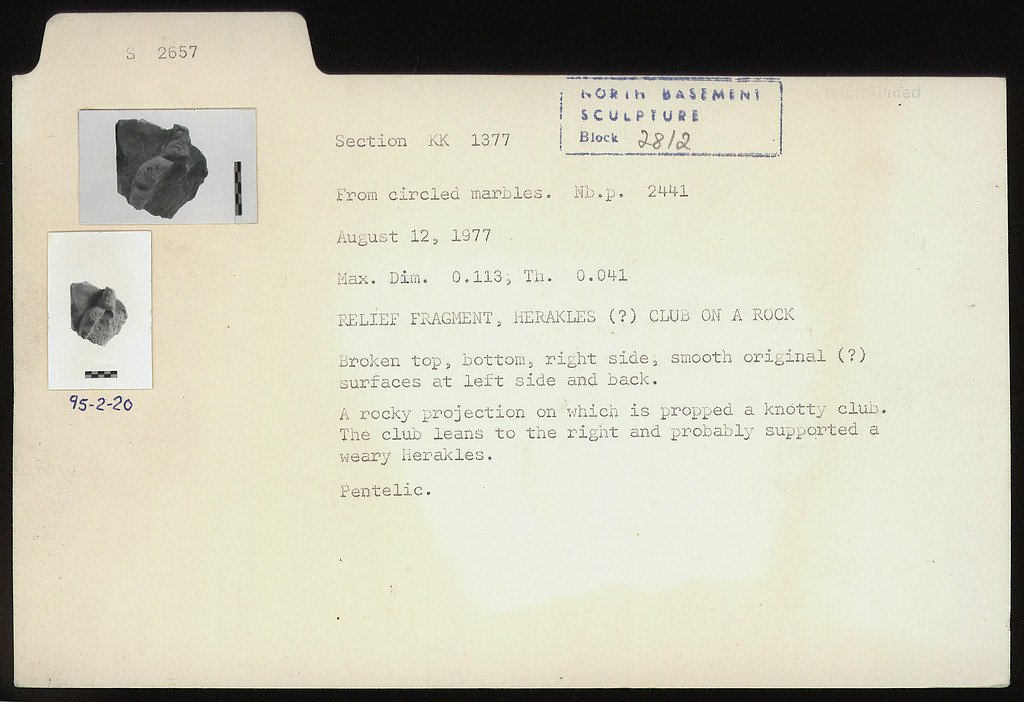 S 2657
NORTH BASEMENT
SCULPTURE
Block 2812
microfilmed
Section KK 1377
From circled marbles. Nb.p. 2441
August 12, 1977
Max. Dim. 0.113; Th. 0.041
RELIEF FRAGMENT, HERAKLES (?) CLUB ON A ROCK
Broken top, bottom, right side, smooth original (?)
surfaces at left side and back.
A rocky projection on which is propped a knotty club.
The club leans to the right and probably supported a
weary Herakles.
Pentelic.
95-2-20